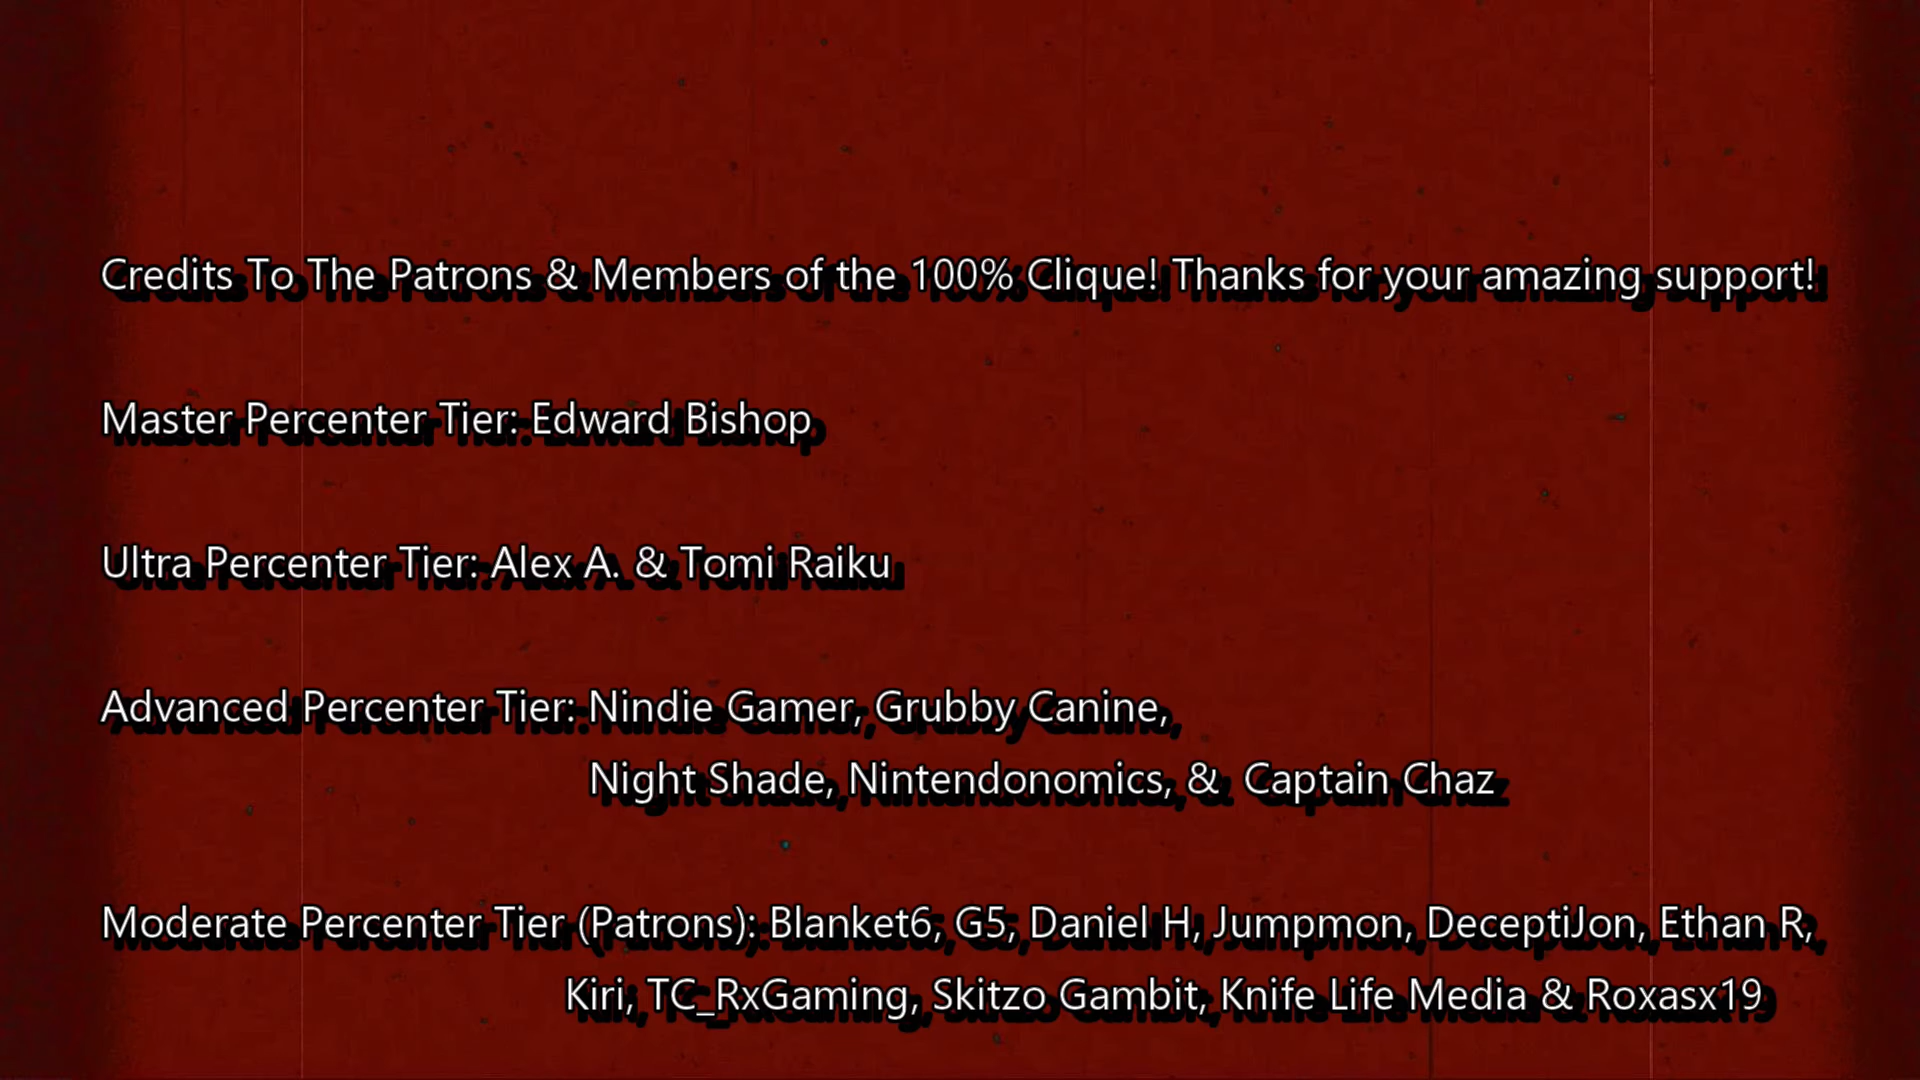 Credits To The Patrons & Members of the 100% Clique! Thanks for your amazing support!
Master Percenter Tier: Edward Bishop
Ultra Percenter Tier: Alex A. & Tomi Raiku
Advanced Percenter Tier: Nindie Gamer, Grubby Canine,
Night Shade, Nintendonomics, & Captain Chaz
Moderate Percenter Tier (Patrons): Blanket6, G5, Daniel H, Jumpmon, DeceptiJon, Ethan R,
Kiri, TC_RxGaming, Skitzo Gambit, Knife Life Media & Roxasx19